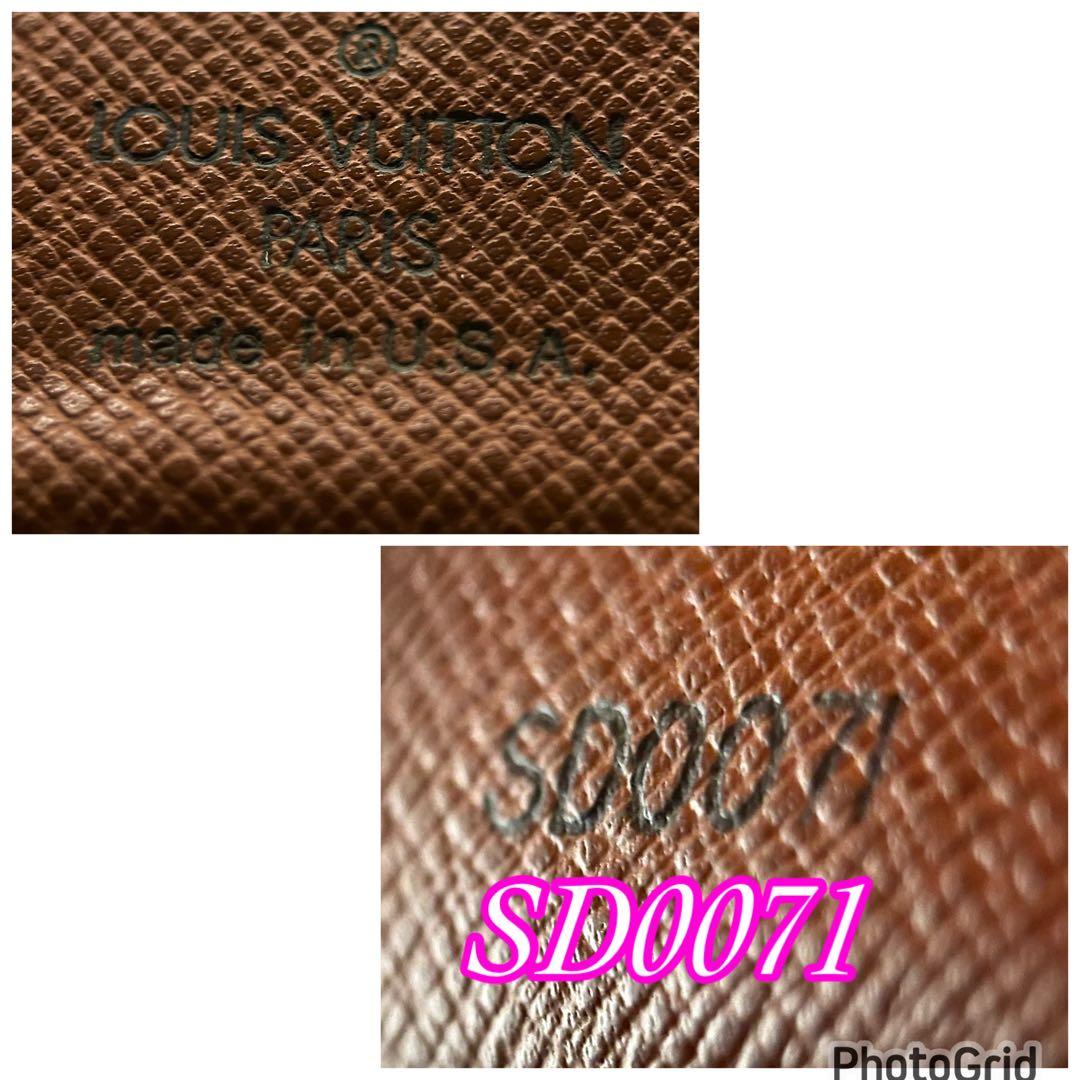 ®
LOUIS VUITTON
PARIS
made in U.S.A.
SD0071
SD0071
PhotoGrid